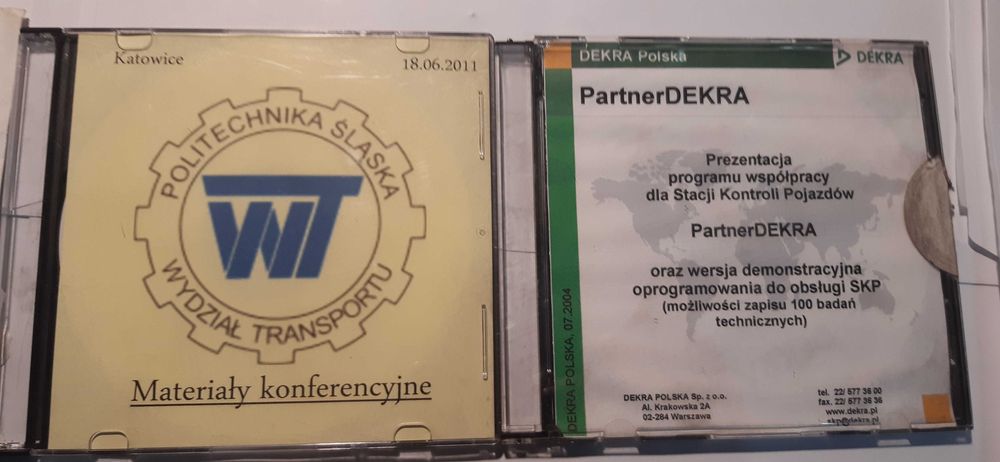 Katowice
18.06.2011
POLITECHNIKA ŚLĄSKA
WT
WYDZIAŁ TRANSPORTU
Materiały konferencyjne
DEKRA Polska
DEKRA
PartnerDEKRA
Prezentacja
programu współpracy
dla Stacji Kontroli Pojazdów
PartnerDEKRA
oraz wersja demonstracyjna
oprogramowania do obsługi SKP
(możliwości zapisu 100 badań
technicznych)
DEKRA POLSKA, 07.2004
DEKRA POLSKA Sp. z o.o.
Al. Krakowska 2A
02-284 Warszawa
tel. 22/ 577 36 00
fax. 22/ 577 36 36
www.dekra.pl
skp@dekra.pl